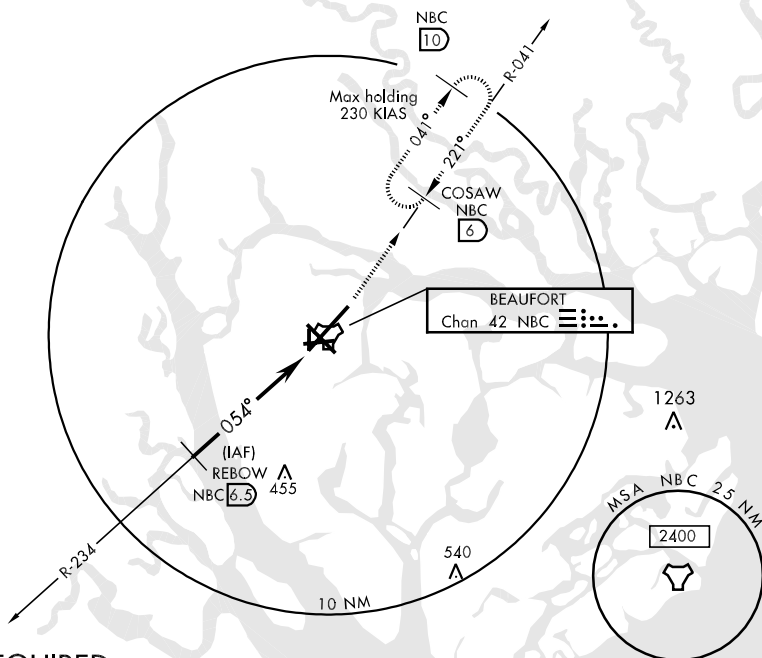 NBC
10
R-041
Max holding
230 KIAS
041°
221°
COSAW
NBC
6
BEAUFORT
Chan 42 NBC
054°
(IAF)
REBOW
NBC 6.5
455
1263
R-234
540
10 NM
MSA NBC 25 NM
2400